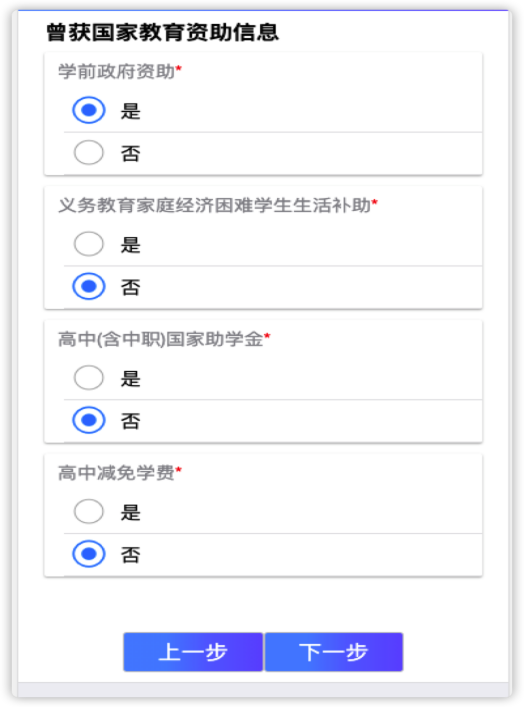 曾获国家教育资助信息
学前政府资助*
是
否
义务教育家庭经济困难学生生活补助*
是
否
高中(含中职)国家助学金*
是
否
高中减免学费*
是
否
上一步 下一步